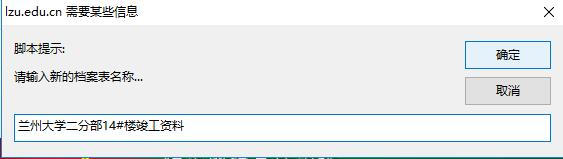 lzu.edu.cn 需要某些信息
脚本提示:
确定
请输入新的档案表名称...
取消
兰州大学二分部14#楼竣工资料